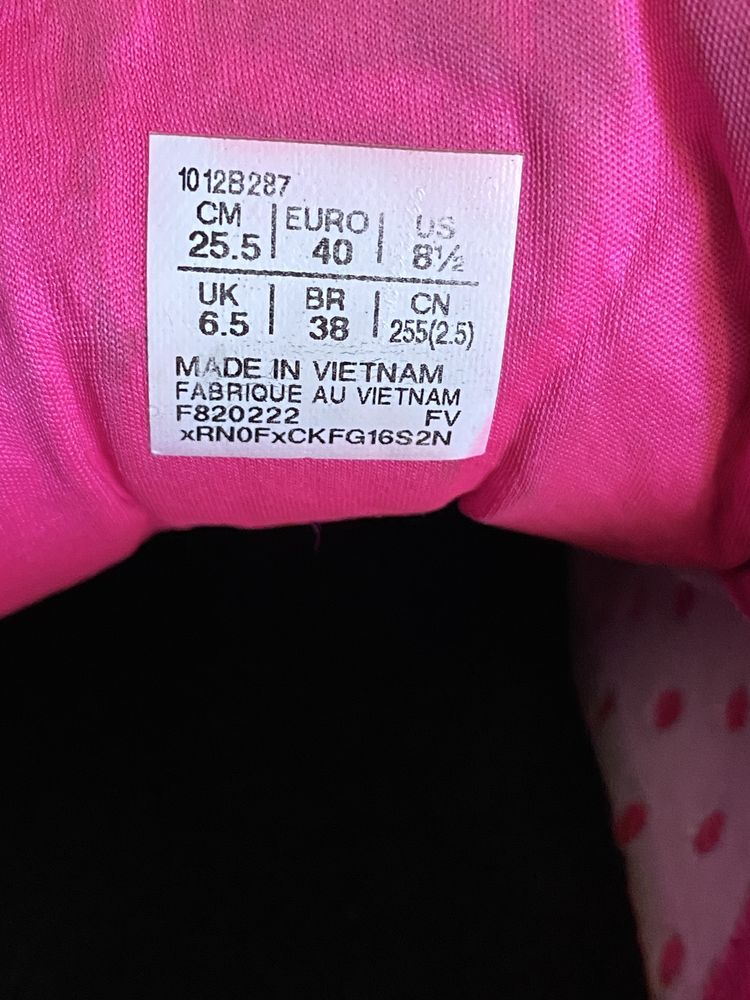 1012B287
CM | EURO | US
25.5 | 40 | 8½
UK | BR | CN
6.5 | 38 | 255(2.5)
MADE IN VIETNAM
FABRIQUE AU VIETNAM
F820222 FV
xRN0FxCKFG16S2N